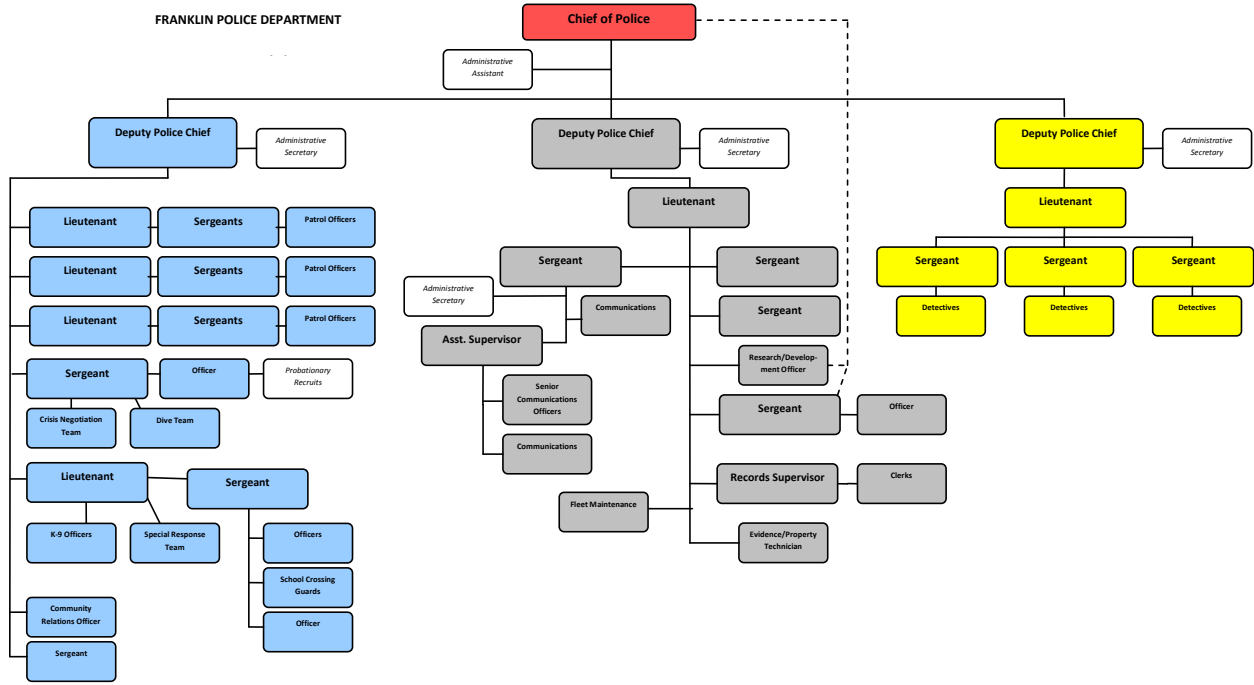 FRANKLIN POLICE DEPARTMENT
Chief of Police
Administrative
Assistant
Deputy Police Chief
Administrative
Secretary
Deputy Police Chief
Administrative
Secretary
Deputy Police Chief
Administrative
Secretary
Lieutenant
Sergeants
Patrol Officers
Lieutenant
Sergeants
Patrol Officers
Lieutenant
Sergeants
Patrol Officers
Sergeant
Officer
Probationary
Recruits
Crisis Negotiation
Team
Dive Team
Lieutenant
Sergeant
K-9 Officers
Special Response
Team
Officers
School Crossing
Guards
Officer
Community
Relations Officer
Sergeant
Lieutenant
Sergeant
Sergeant
Administrative
Secretary
Communications
Sergeant
Asst. Supervisor
Research/Develop-
ment Officer
Senior
Communications
Officers
Sergeant
Officer
Communications
Records Supervisor
Clerks
Fleet Maintenance
Evidence/Property
Technician
Lieutenant
Sergeant
Sergeant
Sergeant
Detectives
Detectives
Detectives